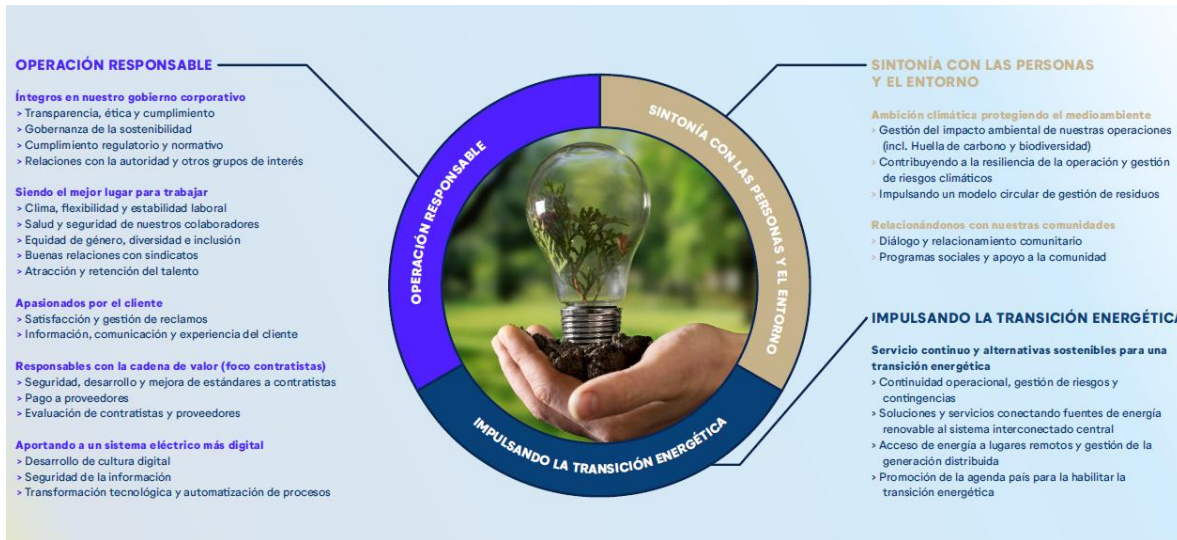 OPERACIÓN RESPONSABLE
Íntegros en nuestro gobierno corporativo
> Transparencia, ética y cumplimiento
> Gobernanza de la sostenibilidad
> Cumplimiento regulatorio y normativo
> Relaciones con la autoridad y otros grupos de interés
Siendo el mejor lugar para trabajar
> Clima, flexibilidad y estabilidad laboral
> Salud y seguridad de nuestros colaboradores
> Equidad de género, diversidad e inclusión
> Buenas relaciones con sindicatos
> Atracción y retención del talento
Apasionados por el cliente
> Satisfacción y gestión de reclamos
> Información, comunicación y experiencia del cliente
Responsables con la cadena de valor (foco contratistas)
> Seguridad, desarrollo y mejora de estándares a contratistas
> Pago a proveedores
> Evaluación de contratistas y proveedores
Aportando a un sistema eléctrico más digital
> Desarrollo de cultura digital
> Seguridad de la información
> Transformación tecnológica y automatización de procesos
OPERACIÓN RESPONSABLE
SINTONÍA CON LAS PERSONAS Y EL ENTORNO
IMPULSANDO LA TRANSICIÓN ENERGÉTICA
SINTONÍA CON LAS PERSONAS
Y EL ENTORNO
Ambición climática protegiendo el medioambiente
> Gestión del impacto ambiental de nuestras operaciones
(incl. Huella de carbono y biodiversidad)
> Contribuyendo a la resiliencia de la operación y gestión
de riesgos climáticos
> Impulsando un modelo circular de gestión de residuos
Relacionándonos con nuestras comunidades
> Diálogo y relacionamiento comunitario
> Programas sociales y apoyo a la comunidad
IMPULSANDO LA TRANSICIÓN ENERGÉTICA
Servicio continuo y alternativas sostenibles para una
transición energética
> Continuidad operacional, gestión de riesgos y
contingencias
> Soluciones y servicios conectando fuentes de energía
renovable al sistema interconectado central
> Acceso de energía a lugares remotos y gestión de la
generación distribuida
> Promoción de la agenda país para la habilitar la
transición energética